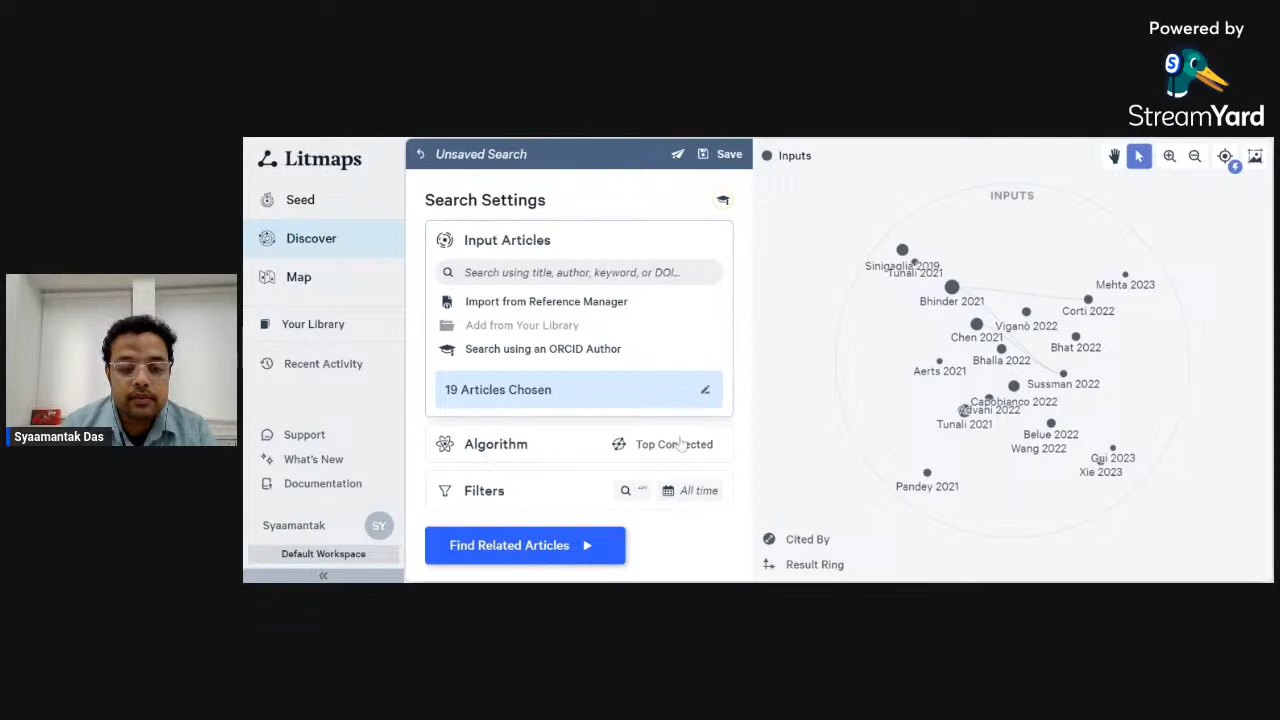 Powered by
S
StreamYard
Litmaps
Unsaved Search
Save
Inputs
Seed
Discover
Map
Your Library
Recent Activity
Support
What's New
Documentation
Syaamantak
SY
Default Workspace
«
Search Settings
Input Articles
Search using title, author, keyword, or DOI...
Import from Reference Manager
Add from Your Library
Search using an ORCID Author
19 Articles Chosen
Algorithm
Top Connected
Filters
""
All time
Find Related Articles
INPUTS
Sinigaglia 2019
Tunali 2021
Bhinder 2021
Mehta 2023
Corti 2022
Viganò 2022
Chen 2021
Bhat 2022
Bhalla 2022
Aerts 2021
Sussman 2022
Capobianco 2022
Advani 2022
Tunali 2021
Belue 2022
Wang 2022
Gui 2023
Xie 2023
Pandey 2021
Cited By
Result Ring
Syaamantak Das